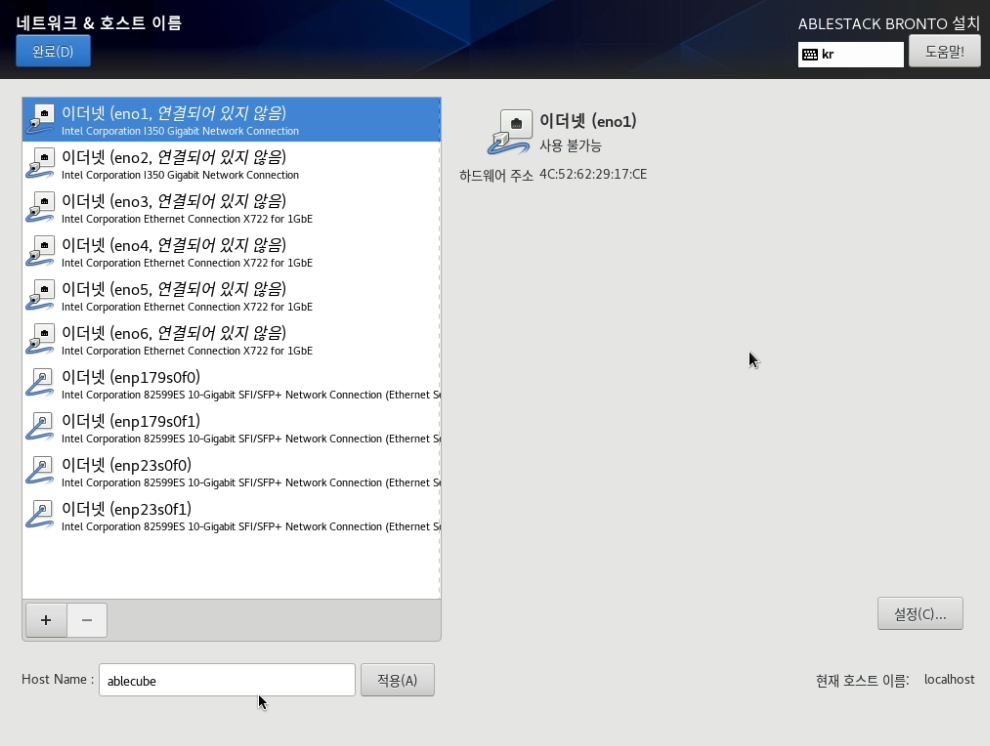 네트워크 & 호스트 이름
ABLESTACK BRONTO 설치
완료(D)
kr
도움말!
이더넷 (eno1, 연결되어 있지 않음)
Intel Corporation I350 Gigabit Network Connection
이더넷 (eno2, 연결되어 있지 않음)
Intel Corporation I350 Gigabit Network Connection
이더넷 (eno3, 연결되어 있지 않음)
Intel Corporation Ethernet Connection X722 for 1GbE
이더넷 (eno4, 연결되어 있지 않음)
Intel Corporation Ethernet Connection X722 for 1GbE
이더넷 (eno5, 연결되어 있지 않음)
Intel Corporation Ethernet Connection X722 for 1GbE
이더넷 (eno6, 연결되어 있지 않음)
Intel Corporation Ethernet Connection X722 for 1GbE
이더넷 (enp179s0f0)
Intel Corporation 82599ES 10-Gigabit SFI/SFP+ Network Connection (Ethernet Se
이더넷 (enp179s0f1)
Intel Corporation 82599ES 10-Gigabit SFI/SFP+ Network Connection (Ethernet Se
이더넷 (enp23s0f0)
Intel Corporation 82599ES 10-Gigabit SFI/SFP+ Network Connection (Ethernet Se
이더넷 (enp23s0f1)
Intel Corporation 82599ES 10-Gigabit SFI/SFP+ Network Connection (Ethernet Se
이더넷 (eno1)
사용 불가능
하드웨어 주소 4C:52:62:29:17:CE
+ −
설정(C)...
Host Name : ablecube 적용(A)
현재 호스트 이름: localhost